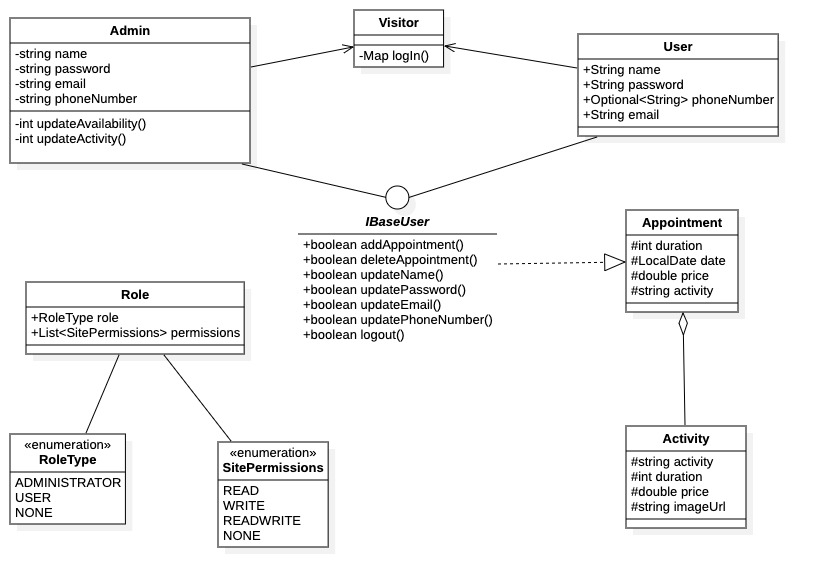 Admin
-string name
-string password
-string email
-string phoneNumber
-int updateAvailability()
-int updateActivity()
Visitor
-Map logIn()
User
+String name
+String password
+Optional<String> phoneNumber
+String email
IBaseUser
+boolean addAppointment()
+boolean deleteAppointment()
+boolean updateName()
+boolean updatePassword()
+boolean updateEmail()
+boolean updatePhoneNumber()
+boolean logout()
Appointment
#int duration
#LocalDate date
#double price
#string activity
Role
+RoleType role
+List<SitePermissions> permissions
«enumeration»
RoleType
ADMINISTRATOR
USER
NONE
«enumeration»
SitePermissions
READ
WRITE
READWRITE
NONE
Activity
#string activity
#int duration
#double price
#string imageUrl